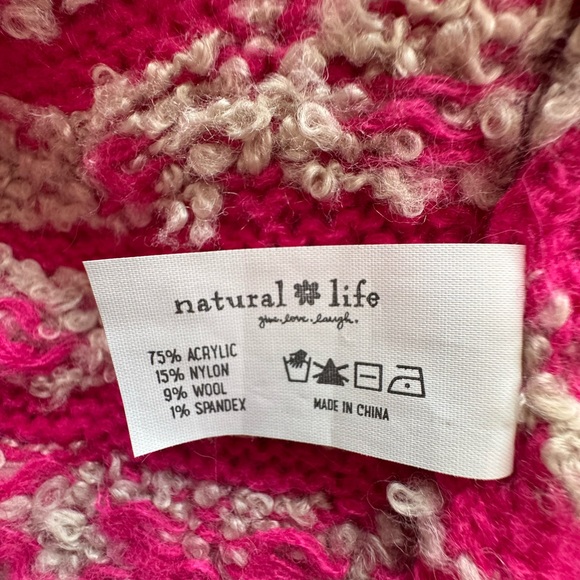 natural life
give.love.laugh.
75% ACRYLIC
15% NYLON
9% WOOL
1% SPANDEX
MADE IN CHINA